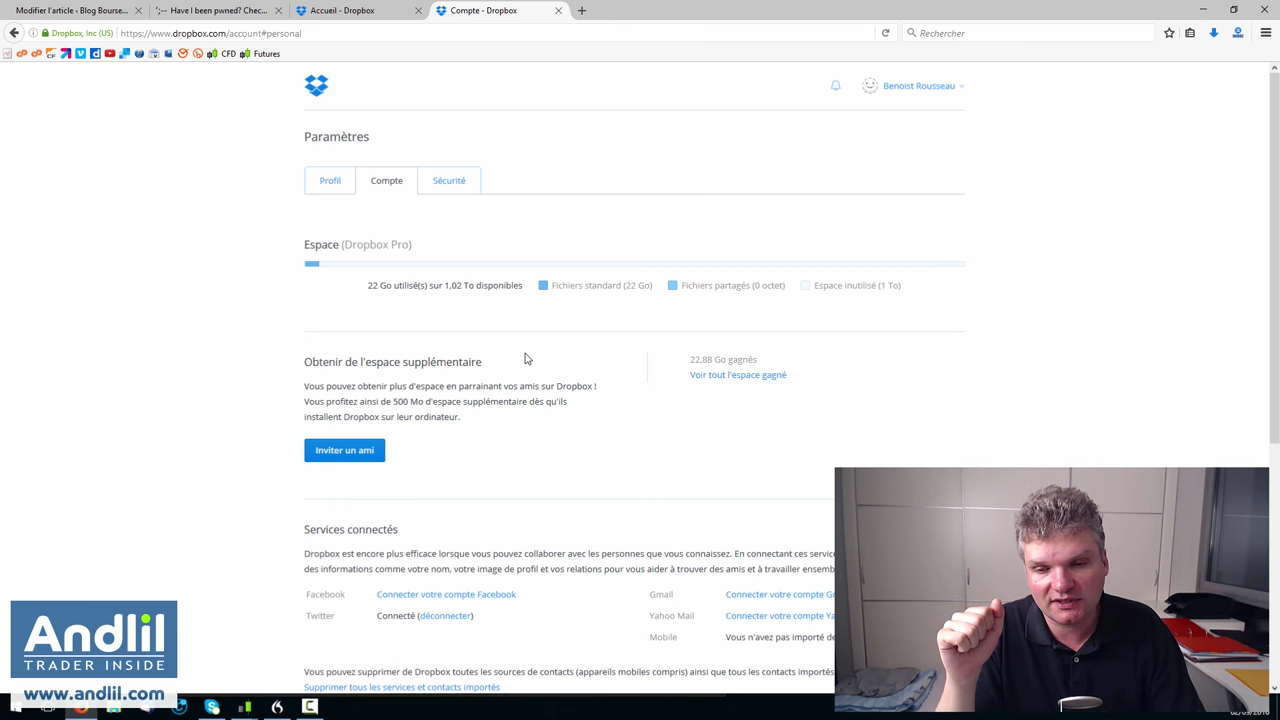 Modifier l'article ‹ Blog Bourse...
;-- Have I been pwned? Chec...
Accueil - Dropbox
Compte - Dropbox
Dropbox, Inc (US)
https://www.dropbox.com/account#personal
Rechercher
CFD
Futures
Benoist Rousseau
Paramètres
Profil
Compte
Sécurité
Espace (Dropbox Pro)
22 Go utilisé(s) sur 1,02 To disponibles
Fichiers standard (22 Go)
Fichiers partagés (0 octet)
Espace inutilisé (1 To)
Obtenir de l'espace supplémentaire
22,88 Go gagnés
Voir tout l'espace gagné
Vous pouvez obtenir plus d'espace en parrainant vos amis sur Dropbox !
Vous profitez ainsi de 500 Mo d'espace supplémentaire dès qu'ils
installent Dropbox sur leur ordinateur.
Inviter un ami
Services connectés
Dropbox est encore plus efficace lorsque vous pouvez collaborer avec les personnes que vous connaissez. En connectant ces servic
des informations comme votre nom, votre image de profil et vos relations pour vous aider à trouver des amis et à travailler ensemb
Facebook
Connecter votre compte Facebook
Gmail
Connecter votre compte G
Twitter
Connecté (déconnecter)
Yahoo Mail
Connecter votre compte Ya
Mobile
Vous n'avez pas importé de
Vous pouvez supprimer de Dropbox toutes les sources de contacts (appareils mobiles compris) ainsi que tous les contacts importés
Supprimer tous les services et contacts importés
Andlil
TRADER INSIDE
www.andlil.com